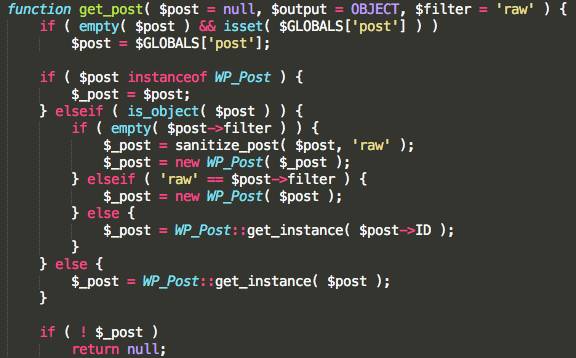 function get_post( $post = null, $output = OBJECT, $filter = 'raw' ) {
    if ( empty( $post ) && isset( $GLOBALS['post'] ) )
        $post = $GLOBALS['post'];

    if ( $post instanceof WP_Post ) {
        $_post = $post;
    } elseif ( is_object( $post ) ) {
        if ( empty( $post->filter ) ) {
            $_post = sanitize_post( $post, 'raw' );
            $_post = new WP_Post( $_post );
        } elseif ( 'raw' == $post->filter ) {
            $_post = new WP_Post( $post );
        } else {
            $_post = WP_Post::get_instance( $post->ID );
        }
    } else {
        $_post = WP_Post::get_instance( $post );
    }

    if ( ! $_post )
        return null;